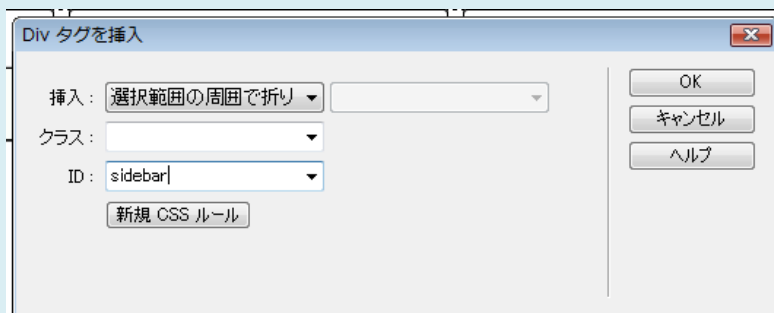 Div タグを挿入
挿入: 選択範囲の周囲で折り
クラス:
ID: sidebar
新規 CSS ルール
OK
キャンセル
ヘルプ